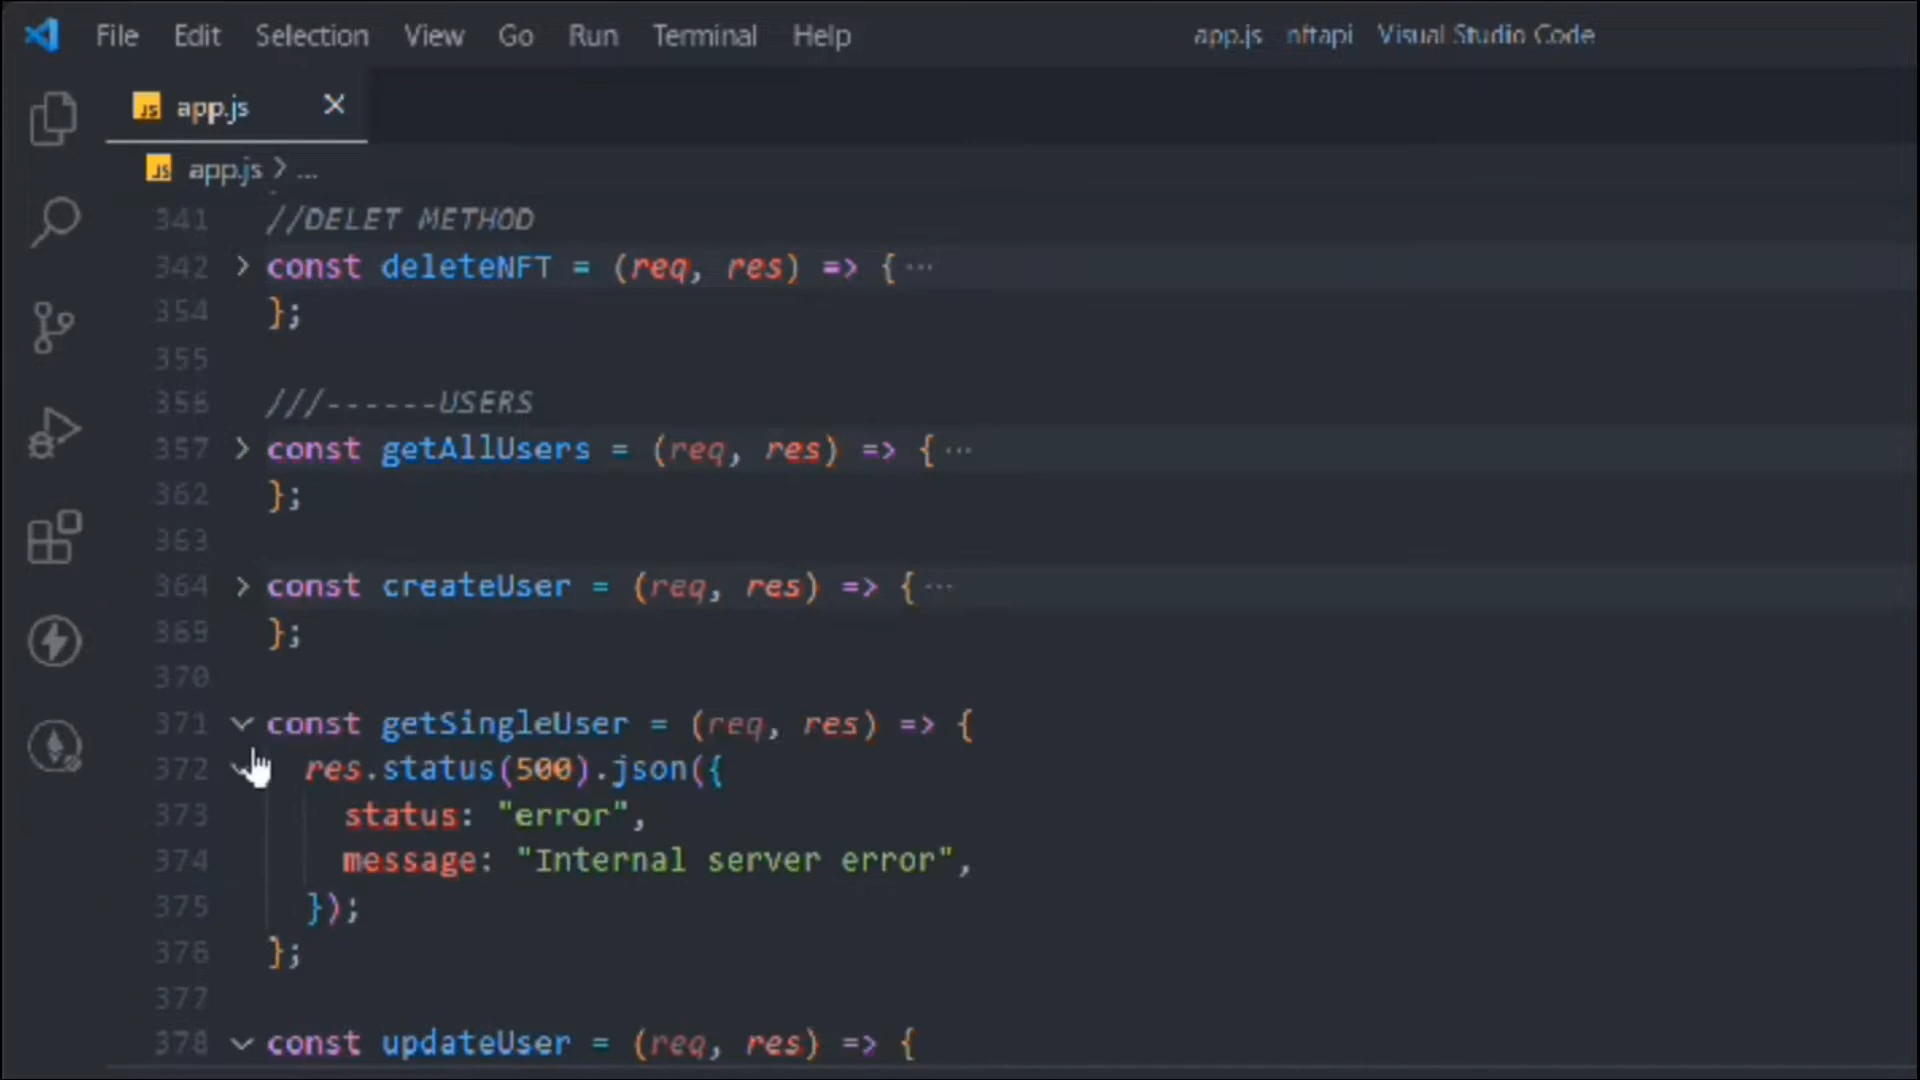 File Edit Selection View Go Run Terminal Help app.js nftapi Visual Studio Code
JS app.js ×
JS app.js > ...
341 //DELET METHOD
342 > const deleteNFT = (req, res) => { ···
354 };
355
356 ///------USERS
357 > const getAllUsers = (req, res) => { ···
362 };
363
364 > const createUser = (req, res) => { ···
369 };
370
371 const getSingleUser = (req, res) => {
372 res.status(500).json({
373 status: "error",
374 message: "Internal server error",
375 });
376 };
377
378 const updateUser = (req, res) => {